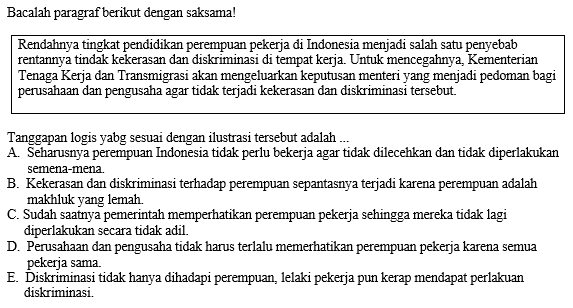 Bacalah paragraf berikut dengan saksama!
Rendahnya tingkat pendidikan perempuan pekerja di Indonesia menjadi salah satu penyebab
rentannya tindak kekerasan dan diskriminasi di tempat kerja. Untuk mencegahnya, Kementerian
Tenaga Kerja dan Transmigrasi akan mengeluarkan keputusan menteri yang menjadi pedoman bagi
perusahaan dan pengusaha agar tidak terjadi kekerasan dan diskriminasi tersebut.
Tanggapan logis yabg sesuai dengan ilustrasi tersebut adalah ...
A. Seharusnya perempuan Indonesia tidak perlu bekerja agar tidak dilecehkan dan tidak diperlakukan
semena-mena.
B. Kekerasan dan diskriminasi terhadap perempuan sepantasnya terjadi karena perempuan adalah
makhluk yang lemah.
C. Sudah saatnya pemerintah memperhatikan perempuan pekerja sehingga mereka tidak lagi
diperlakukan secara tidak adil.
D. Perusahaan dan pengusaha tidak harus terlalu memerhatikan perempuan pekerja karena semua
pekerja sama.
E. Diskriminasi tidak hanya dihadapi perempuan, lelaki pekerja pun kerap mendapat perlakuan
diskriminasi.